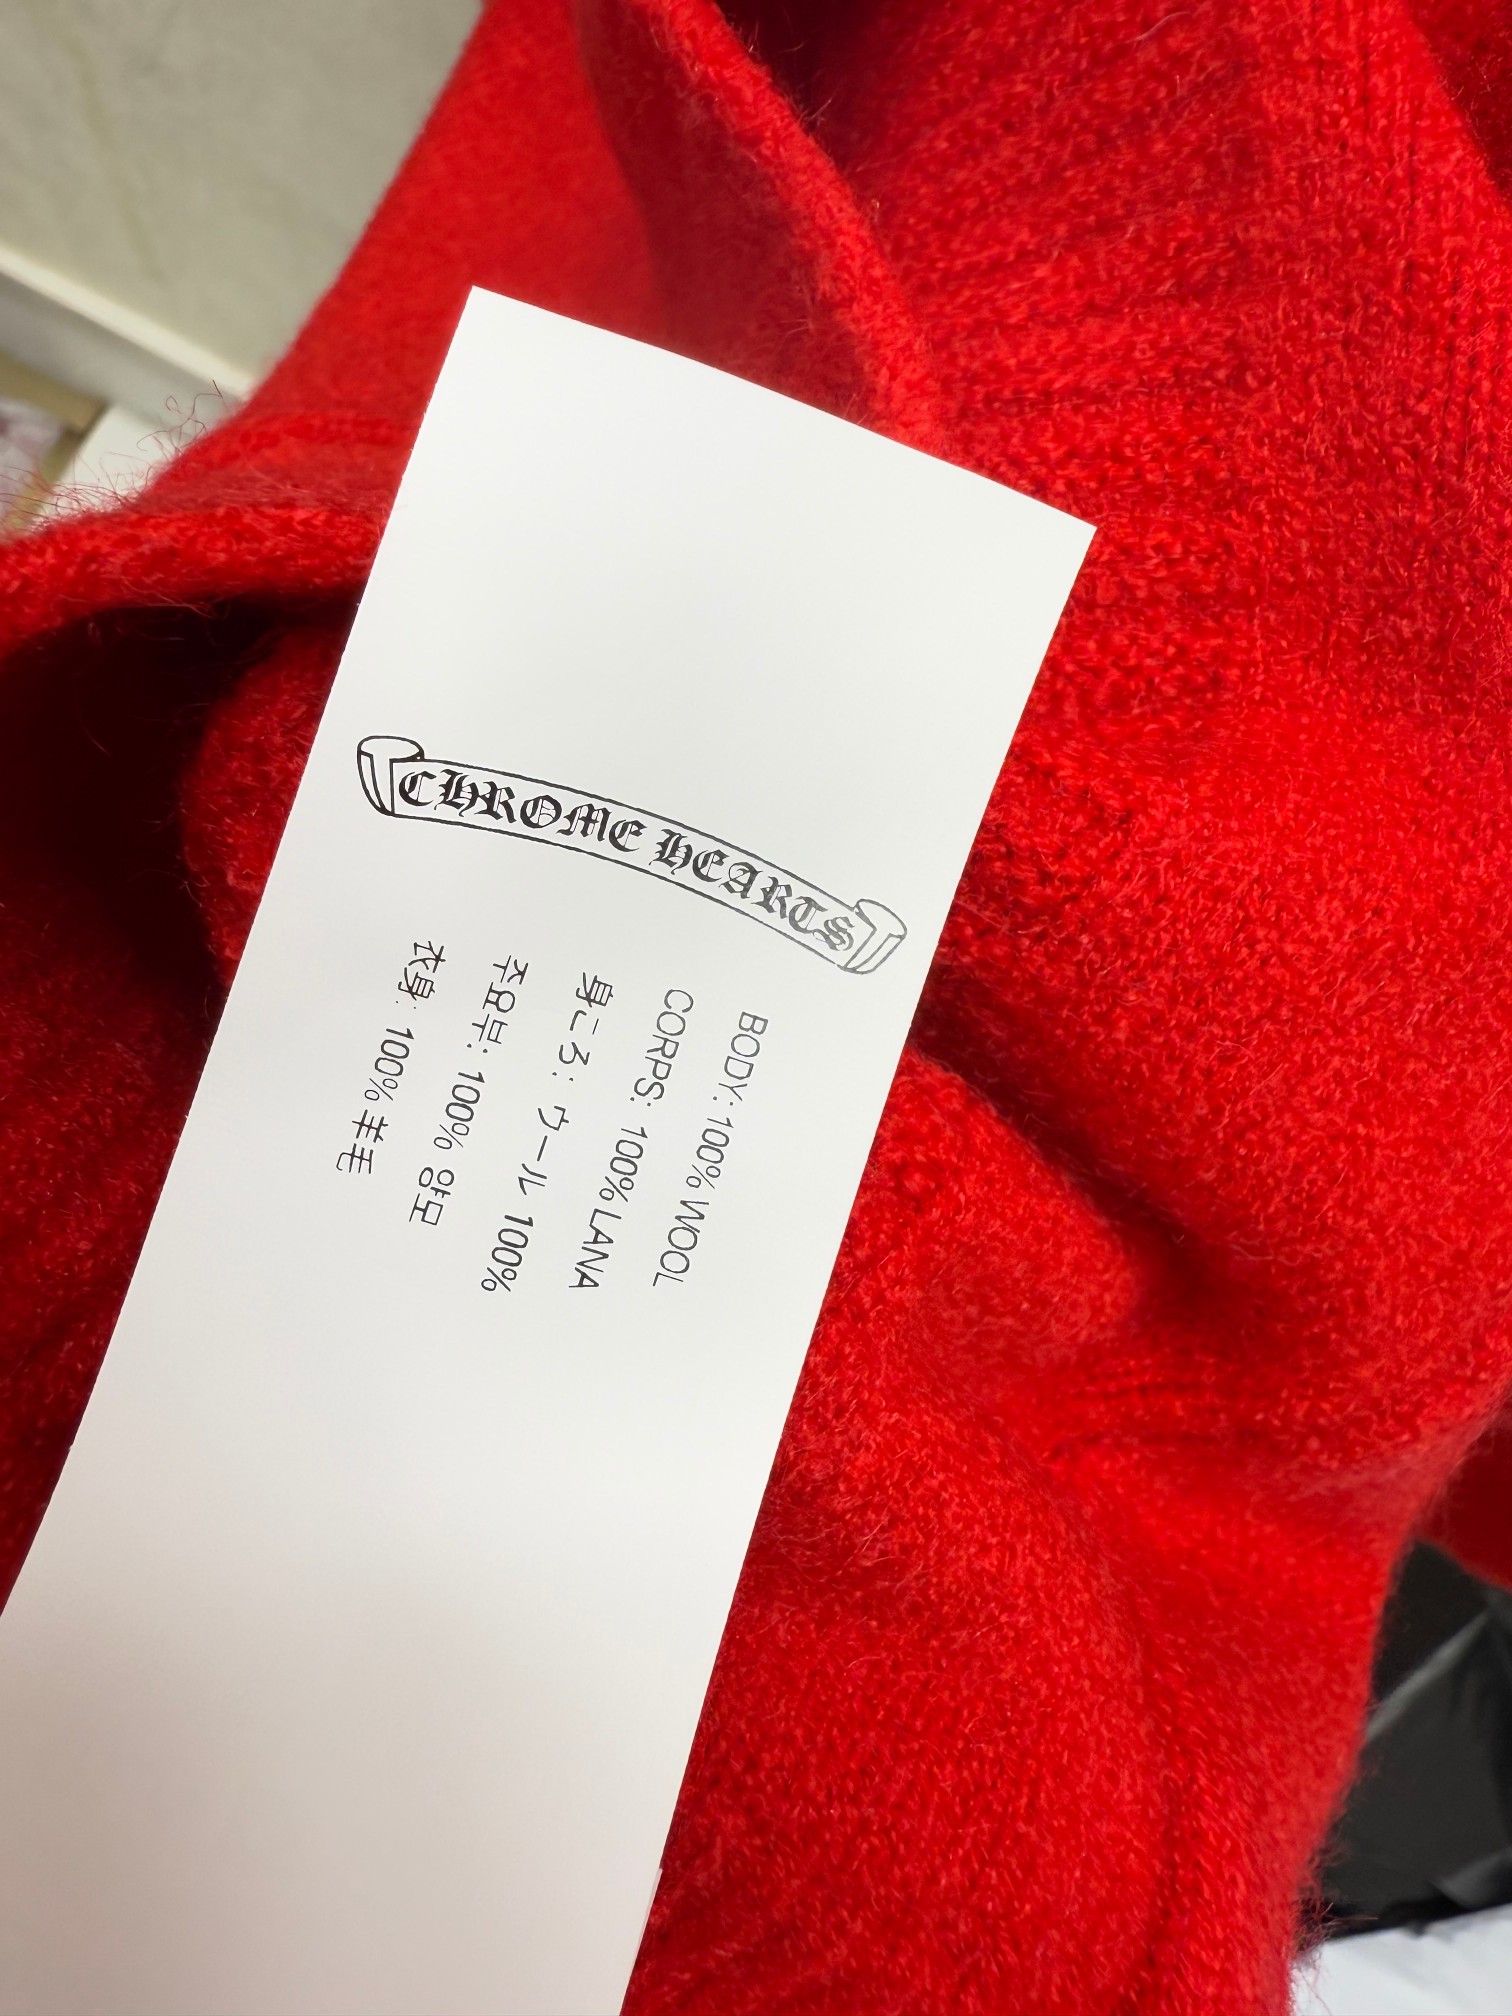 CHROME HEARTS
BODY: 100% WOOL
CORPS: 100% LANA
身ころ: ウール 100%
주요부: 100% 양모
衣身: 100% 羊毛